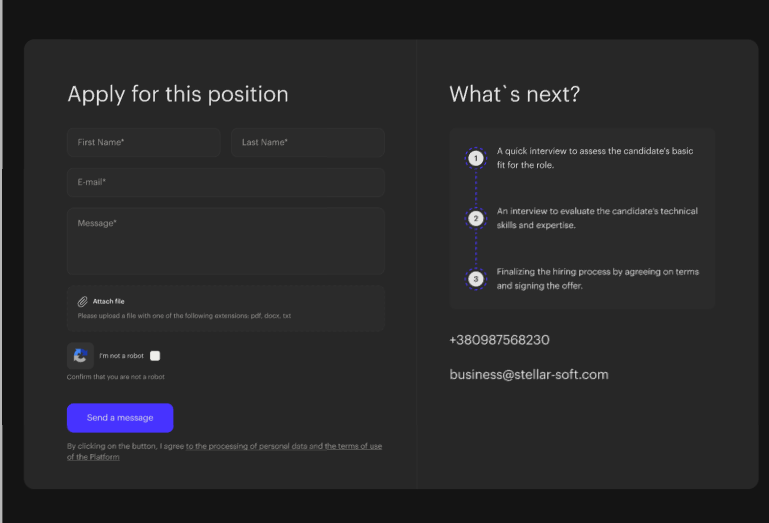 Apply for this position
First Name*
Last Name*
E-mail*
Message*
Attach file
Please upload a file with one of the following extensions: pdf, docx, txt
I'm not a robot
Confirm that you are not a robot
Send a message
By clicking on the button, I agree to the processing of personal data and the terms of use
of the Platform
What`s next?
1
A quick interview to assess the candidate's basic
fit for the role.
2
An interview to evaluate the candidate's technical
skills and expertise.
3
Finalizing the hiring process by agreeing on terms
and signing the offer.
+380987568230
business@stellar-soft.com